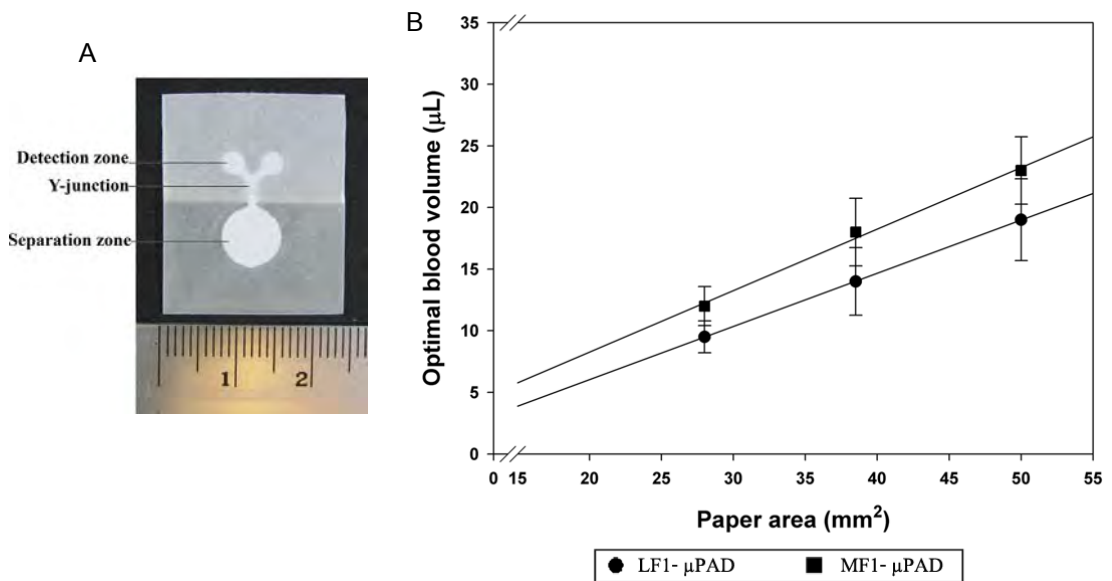 A
Detection zone
Y-junction
Separation zone
1 2
B
Optimal blood volume (µL)
35
30
25
20
15
10
5
0
0 15 20 25 30 35 40 45 50 55
Paper area (mm²)
LF1- µPAD MF1- µPAD